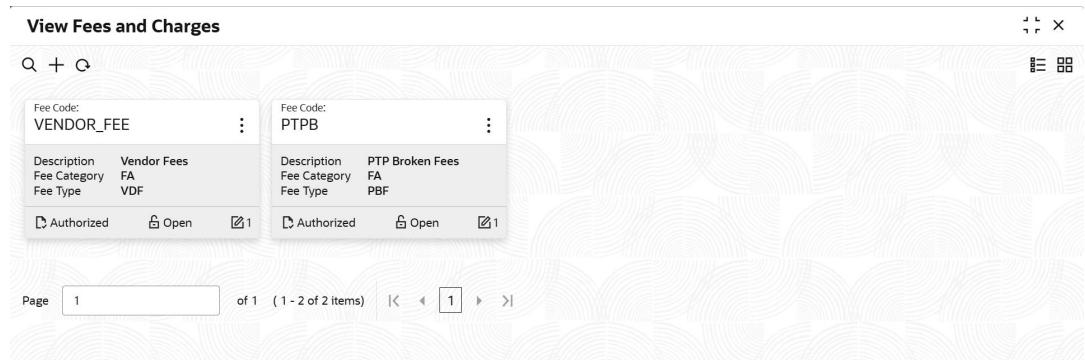 View Fees and Charges
Fee Code:
VENDOR_FEE
Description Vendor Fees
Fee Category FA
Fee Type VDF
Authorized Open 1
Fee Code:
PTPB
Description PTP Broken Fees
Fee Category FA
Fee Type PBF
Authorized Open 1
Page 1 of 1 ( 1 - 2 of 2 items) 1